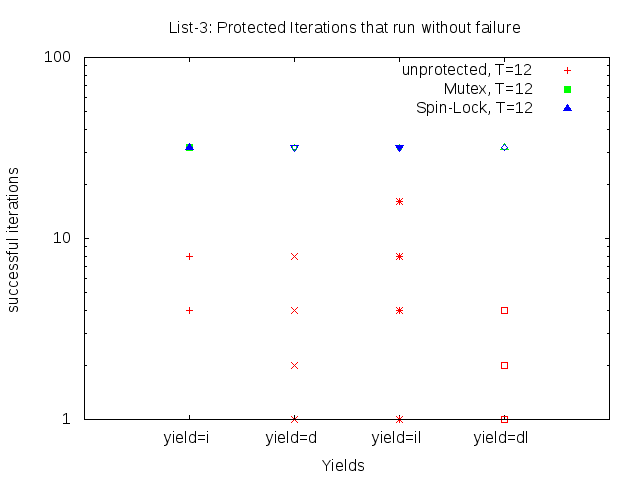 List-3: Protected Iterations that run without failure
100
unprotected, T=12
Mutex, T=12
Spin-Lock, T=12
successful iterations
10
1
yield=i yield=d yield=il yield=dl
Yields